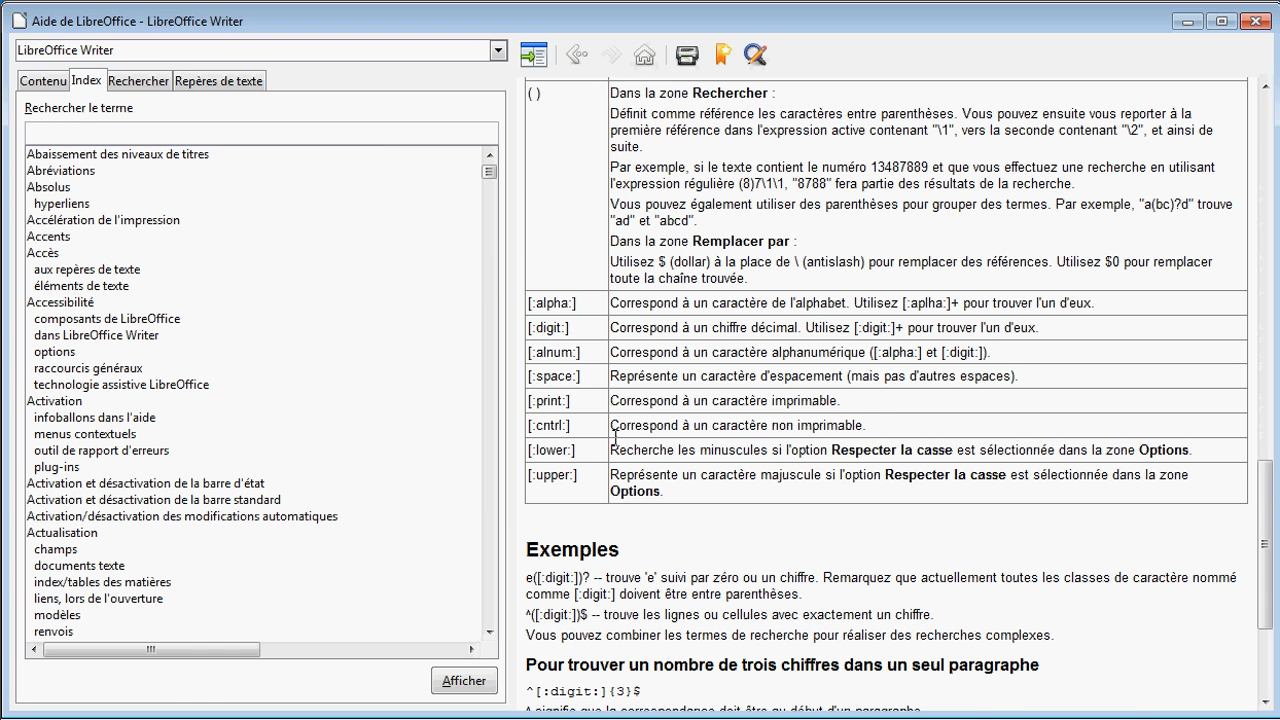 Aide de LibreOffice - LibreOffice Writer
LibreOffice Writer
Contenu Index Rechercher Repères de texte
Rechercher le terme
Abaissement des niveaux de titres
Abréviations
Absolus
hyperliens
Accélération de l'impression
Accents
Accès
aux repères de texte
éléments de texte
Accessibilité
composants de LibreOffice
dans LibreOffice Writer
options
raccourcis généraux
technologie assistive LibreOffice
Activation
infoballons dans l'aide
menus contextuels
outil de rapport d'erreurs
plug-ins
Activation et désactivation de la barre d'état
Activation et désactivation de la barre standard
Activation/désactivation des modifications automatiques
Actualisation
champs
documents texte
index/tables des matières
liens, lors de l'ouverture
modèles
renvois
Afficher
( ) Dans la zone Rechercher :
Définit comme référence les caractères entre parenthèses. Vous pouvez ensuite vous reporter à la
première référence dans l'expression active contenant "\1", vers la seconde contenant "\2", et ainsi de
suite.
Par exemple, si le texte contient le numéro 13487889 et que vous effectuez une recherche en utilisant
l'expression régulière (8)7\1\1, "8788" fera partie des résultats de la recherche.
Vous pouvez également utiliser des parenthèses pour grouper des termes. Par exemple, "a(bc)?d" trouve
"ad" et "abcd".
Dans la zone Remplacer par :
Utilisez $ (dollar) à la place de \ (antislash) pour remplacer des références. Utilisez $0 pour remplacer
toute la chaîne trouvée.
[:alpha:] Correspond à un caractère de l'alphabet. Utilisez [:aplha:]+ pour trouver l'un d'eux.
[:digit:] Correspond à un chiffre décimal. Utilisez [:digit:]+ pour trouver l'un d'eux.
[:alnum:] Correspond à un caractère alphanumérique ([:alpha:] et [:digit:]).
[:space:] Représente un caractère d'espacement (mais pas d'autres espaces).
[:print:] Correspond à un caractère imprimable.
[:cntrl:] Correspond à un caractère non imprimable.
[:lower:] Recherche les minuscules si l'option Respecter la casse est sélectionnée dans la zone Options.
[:upper:] Représente un caractère majuscule si l'option Respecter la casse est sélectionnée dans la zone
Options.
Exemples
e([:digit:])? -- trouve 'e' suivi par zéro ou un chiffre. Remarquez que actuellement toutes les classes de caractère nommé
comme [:digit:] doivent être entre parenthèses.
^([:digit:])$ -- trouve les lignes ou cellules avec exactement un chiffre.
Vous pouvez combiner les termes de recherche pour réaliser des recherches complexes.
Pour trouver un nombre de trois chiffres dans un seul paragraphe
^[:digit:]{3}$
^ signifie que la correspondance doit être au début d'un paragraphe